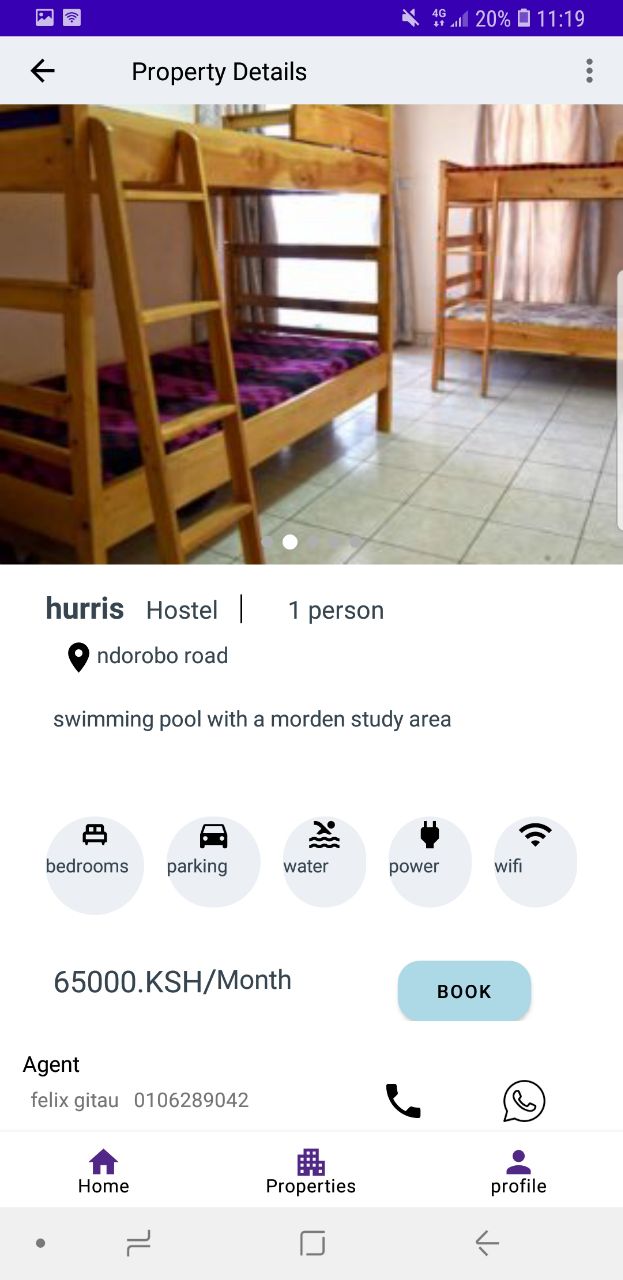 4G 20% 11:19
Property Details
hurris Hostel | 1 person
ndorobo road
swimming pool with a morden study area
bedrooms parking water power wifi
65000.KSH/Month BOOK
Agent
felix gitau 0106289042
Home Properties profile